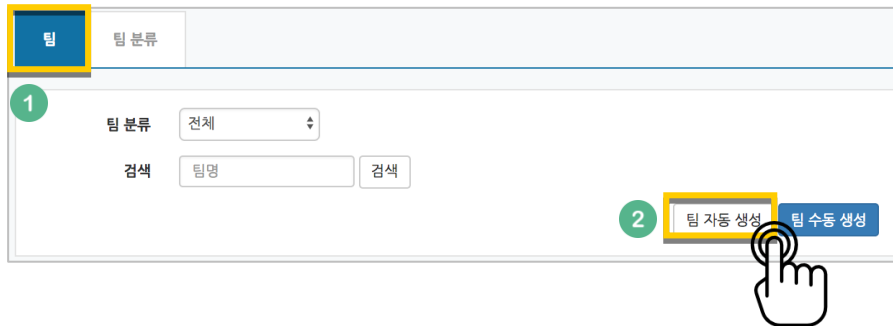 팀 팀 분류
1
팀 분류 전체
검색 팀명 검색
2 팀 자동 생성 팀 수동 생성